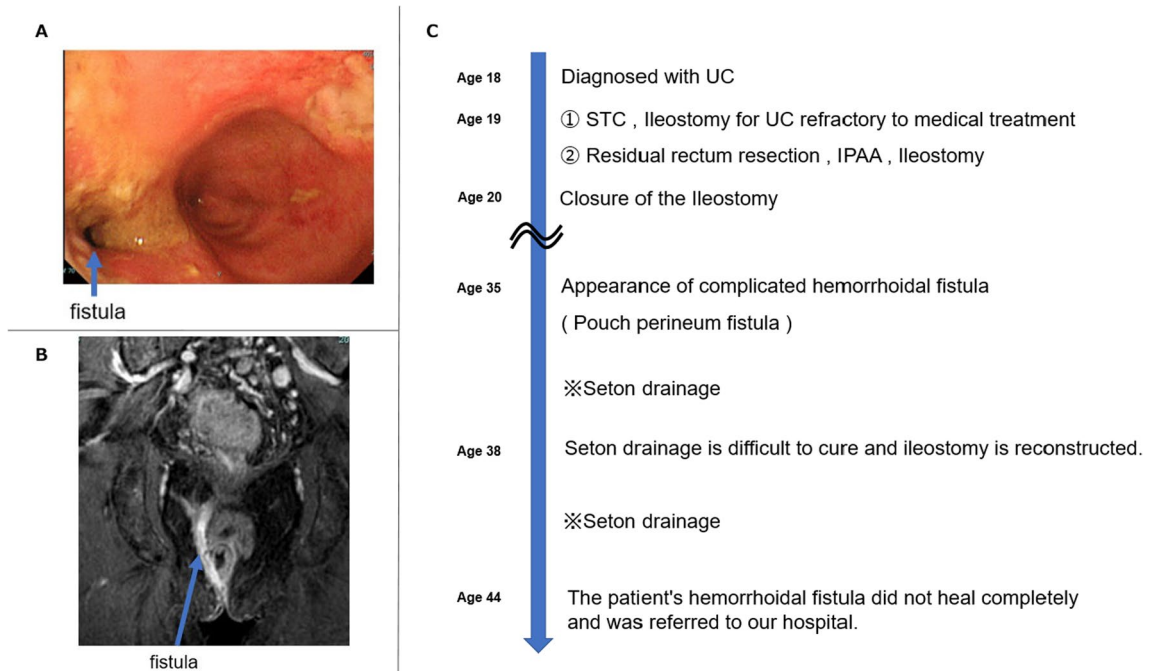 A
fistula
B
20
fistula
C
Age 18 Diagnosed with UC
Age 19 ① STC , Ileostomy for UC refractory to medical treatment
② Residual rectum resection , IPAA , Ileostomy
Age 20 Closure of the Ileostomy
Age 35 Appearance of complicated hemorrhoidal fistula
( Pouch perineum fistula )
※Seton drainage
Age 38 Seton drainage is difficult to cure and ileostomy is reconstructed.
※Seton drainage
Age 44 The patient's hemorrhoidal fistula did not heal completely
and was referred to our hospital.